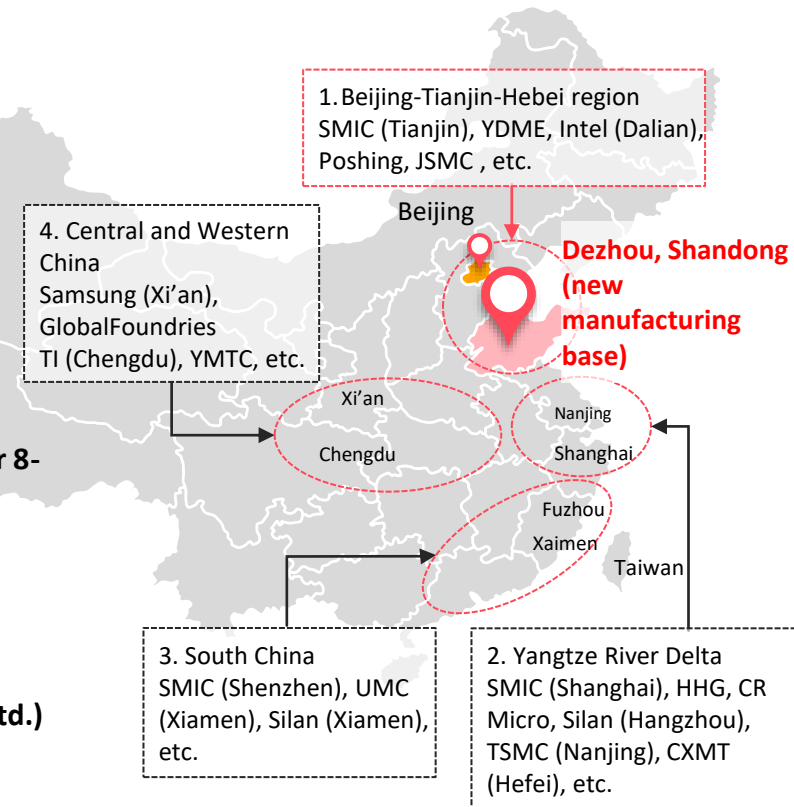 1.Beijing-Tianjin-Hebei region
SMIC (Tianjin), YDME, Intel (Dalian),
Poshing, JSMC , etc.
Beijing
4. Central and Western
China
Samsung (Xi'an),
GlobalFoundries
TI (Chengdu), YMTC, etc.
Dezhou, Shandong
(new
manufacturing
base)
Xi'an
Chengdu
Nanjing
Shanghai
r 8-
Fuzhou
Xaimen
Taiwan
3. South China
SMIC (Shenzhen), UMC
(Xiamen), Silan (Xiamen),
etc.
td.)
2. Yangtze River Delta
SMIC (Shanghai), HHG, CR
Micro, Silan (Hangzhou),
TSMC (Nanjing), CXMT
(Hefei), etc.